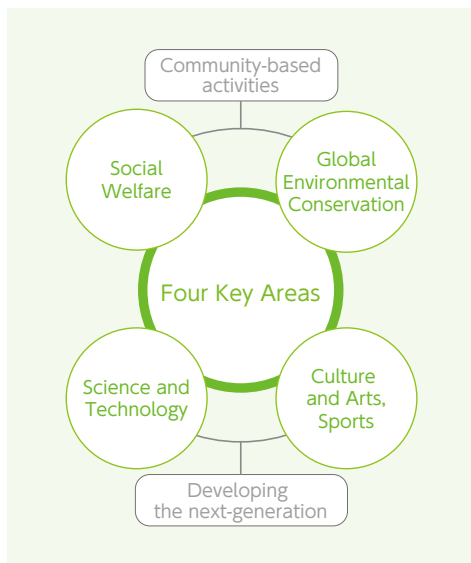 Community-based
activities
Social
Welfare
Global
Environmental
Conservation
Four Key Areas
Science and
Technology
Culture
and Arts,
Sports
Developing
the next-generation